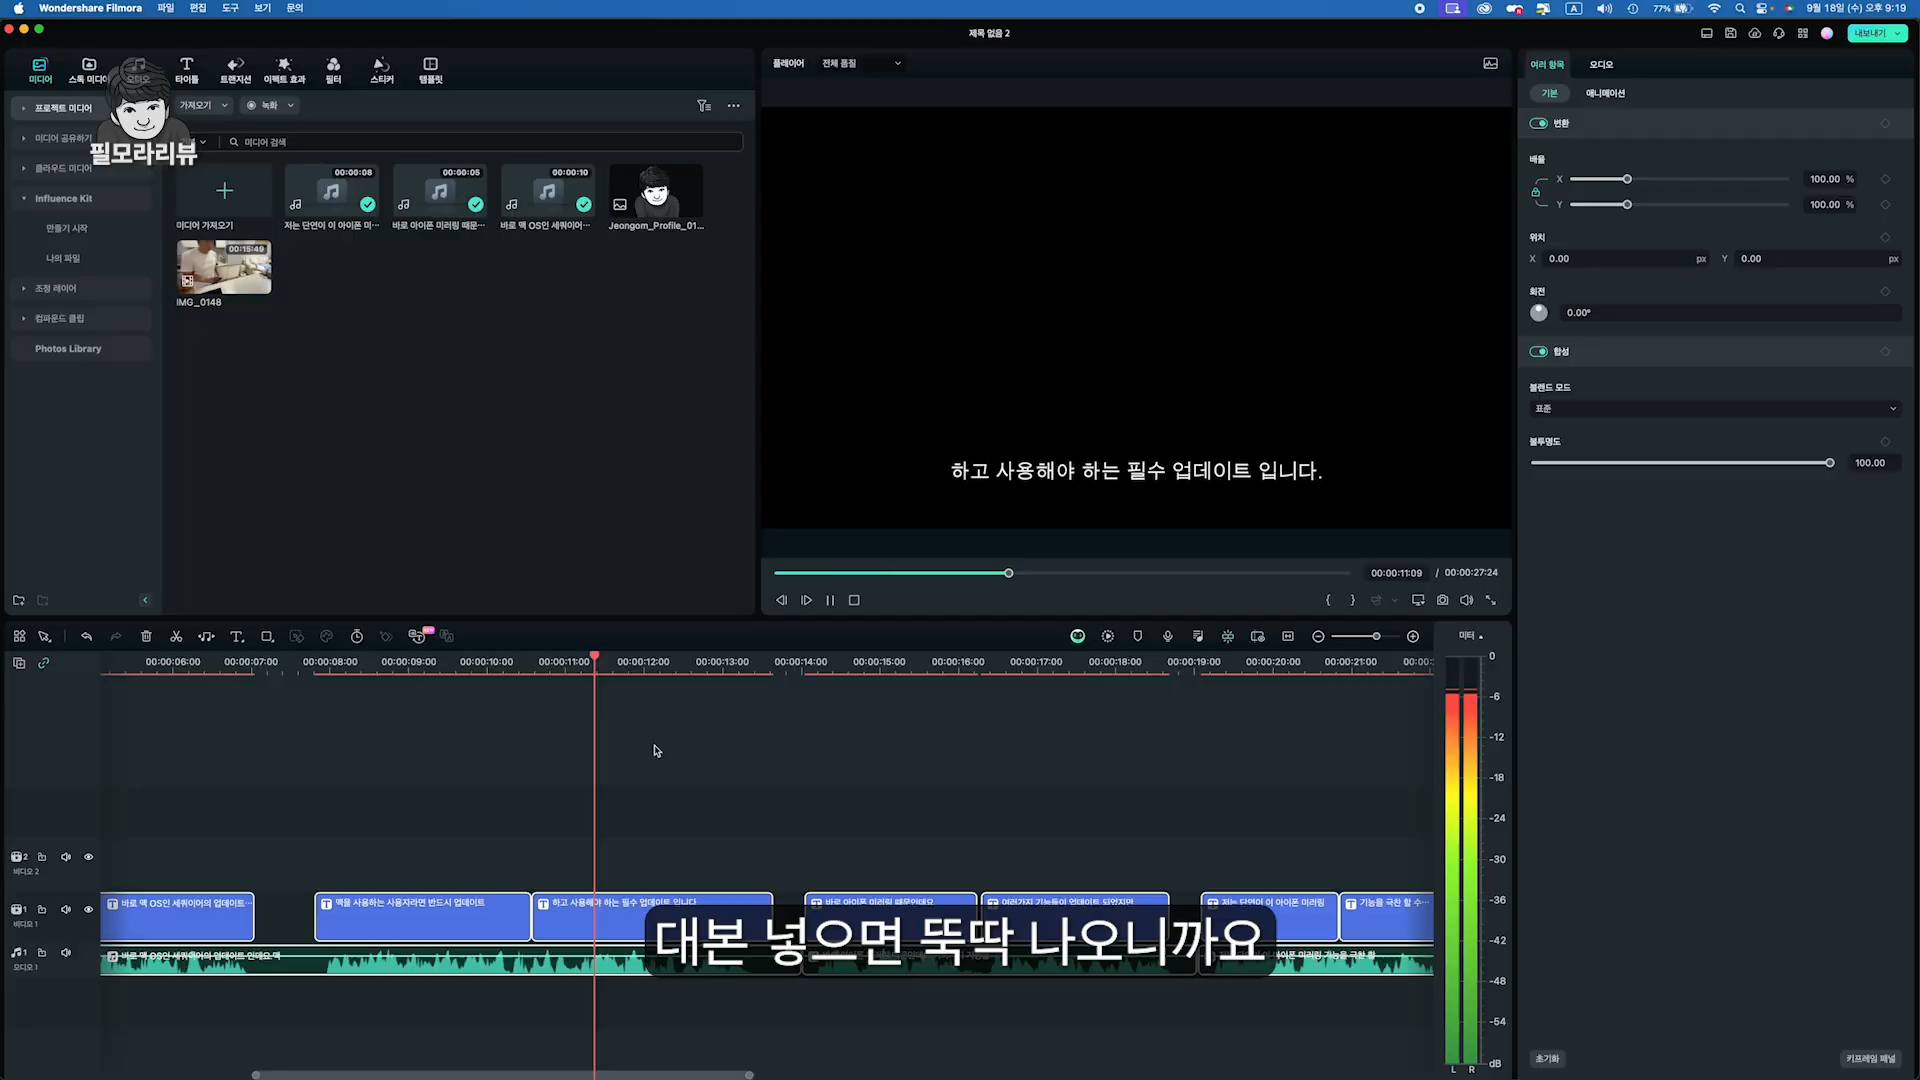 Wondershare Filmora 파일 편집 도구 보기 문의
77% 9월 18일 (수) 오후 9:19
제목 없음 2
내보내기
미디어 스톡 미디어 오디오 타이틀 트랜지션 이펙트 효과 필터 스티커 템플릿
플레이어 전체 품질
여러 항목 오디오
기본 애니메이션
프로젝트 미디어 가져오기 녹화
미디어 공유하기
미디어 검색
필모라리뷰
클라우드 미디어
Influence Kit
만들기 시작
나의 파일
조정 레이어
컴파운드 클립
Photos Library
00:00:08 00:00:05 00:00:10
미디어 가져오기 저는 단연이 이 아이폰 미··· 바로 아이폰 미러링 때문··· 바로 맥 OS인 세쿼이어··· Jeongom_Profile_01...
00:15:49
IMG_0148
변환
배율
X 100.00 %
Y 100.00 %
위치
X 0.00 px Y 0.00 px
회전
0.00°
합성
블렌드 모드
표준
불투명도
100.00
하고 사용해야 하는 필수 업데이트 입니다.
00:00:11:09 / 00:00:27:24
미터
00:00:06:00 00:00:07:00 00:00:08:00 00:00:09:00 00:00:10:00 00:00:11:00 00:00:12:00 00:00:13:00 00:00:14:00 00:00:15:00 00:00:16:00 00:00:17:00 00:00:18:00 00:00:19:00 00:00:20:00 00:00:21:00
0
-6
-12
-18
-24
-30
-36
-42
-48
-54
dB
L R
2
비디오 2
1
비디오 1
1
오디오 1
바로 맥 OS인 세쿼이어의 업데이트··· 맥을 사용하는 사용자라면 반드시 업데이트 하고 사용해야 하는 필수 업데이트 입니다 바로 아이폰 미러링 때문인데요 여러가지 기능들이 업데이트 되었지만 저는 단연이 이 아이폰 미러링 기능을 극찬 할 수···
바로 맥 OS인 세쿼이어의 업데이트 인데요 맥
아이폰 미러링 기능을 극찬 할
대본 넣으면 뚝딱 나오니까요
초기화 키프레임 패널